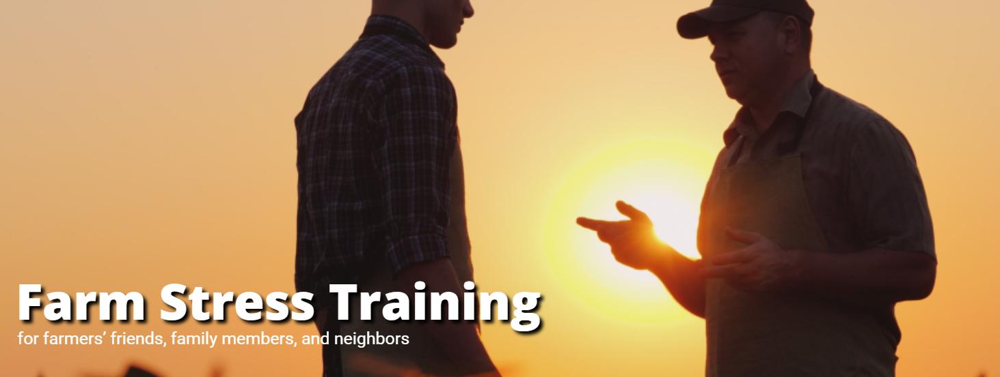 Farm Stress Training
for farmers’ friends, family members, and neighbors